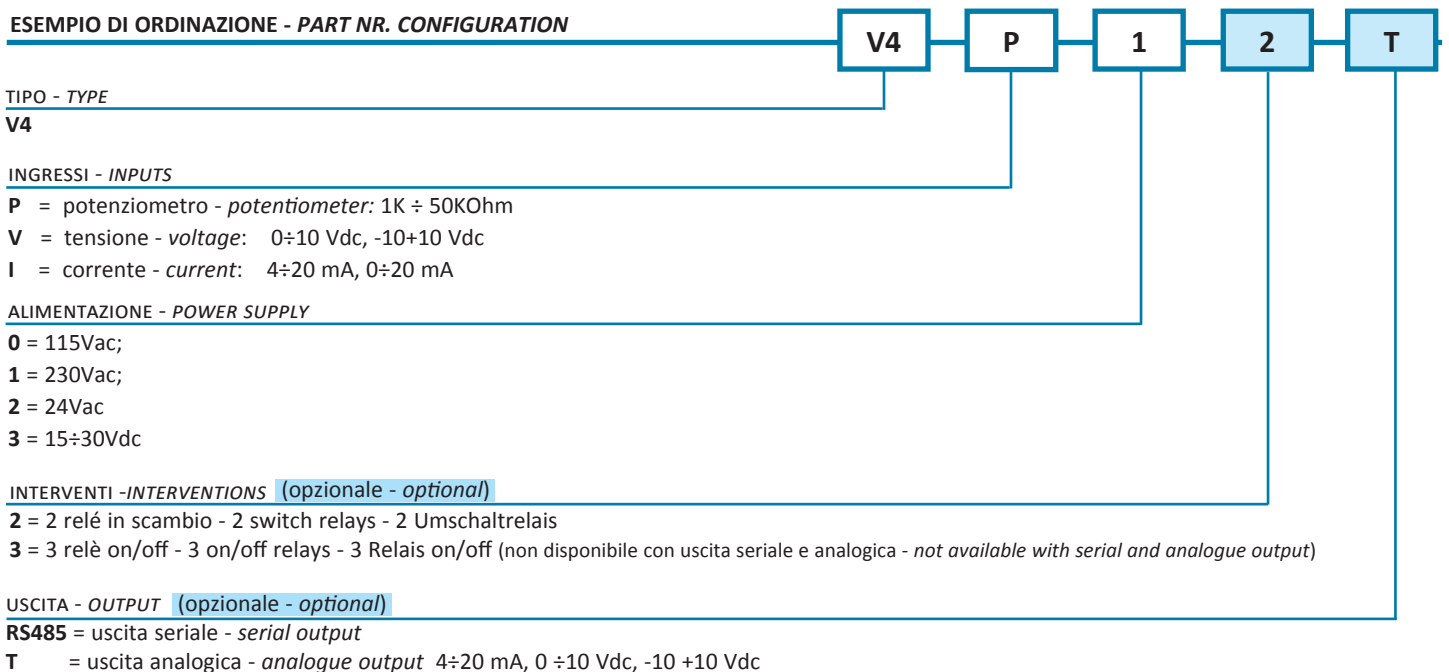 ESEMPIO DI ORDINAZIONE - PART NR. CONFIGURATION
V4 P 1 2 T
TIPO - TYPE
V4
INGRESSI - INPUTS
P = potenziometro - potentiometer: 1K ÷ 50KOhm
V = tensione - voltage: 0÷10 Vdc, -10+10 Vdc
I = corrente - current: 4÷20 mA, 0÷20 mA
ALIMENTAZIONE - POWER SUPPLY
0 = 115Vac;
1 = 230Vac;
2 = 24Vac
3 = 15÷30Vdc
INTERVENTI -INTERVENTIONS (opzionale - optional)
2 = 2 relé in scambio - 2 switch relays - 2 Umschaltrelais
3 = 3 relè on/off - 3 on/off relays - 3 Relais on/off (non disponibile con uscita seriale e analogica - not available with serial and analogue output)
USCITA - OUTPUT (opzionale - optional)
RS485 = uscita seriale - serial output
T = uscita analogica - analogue output 4÷20 mA, 0 ÷10 Vdc, -10 +10 Vdc